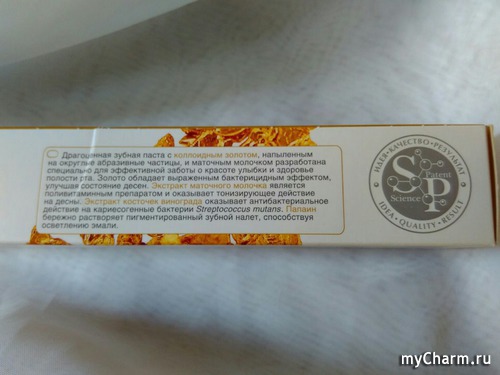 Драгоценная зубная паста с коллоидным золотом, напыленным
на округлые абразивные частицы, и маточным молочком разработана
специально для эффективной заботы о красоте улыбки и здоровье
полости рта. Золото обладает выраженным бактерицидным эффектом,
улучшая состояние десен. Экстракт маточного молочка является
поливитаминным препаратом и оказывает тонизирующее действие
на десны. Экстракт косточек винограда оказывает антибактериальное
действие на кариесогенные бактерии Streptococcus mutans. Папаин
бережно растворяет пигментированный зубной налет, способствуя
осветлению эмали.
ИДЕЯ•КАЧЕСТВО•РЕЗУЛЬТАТ
S Patent
Science P
IDEA•QUALITY•RESULT
myCharm.ru